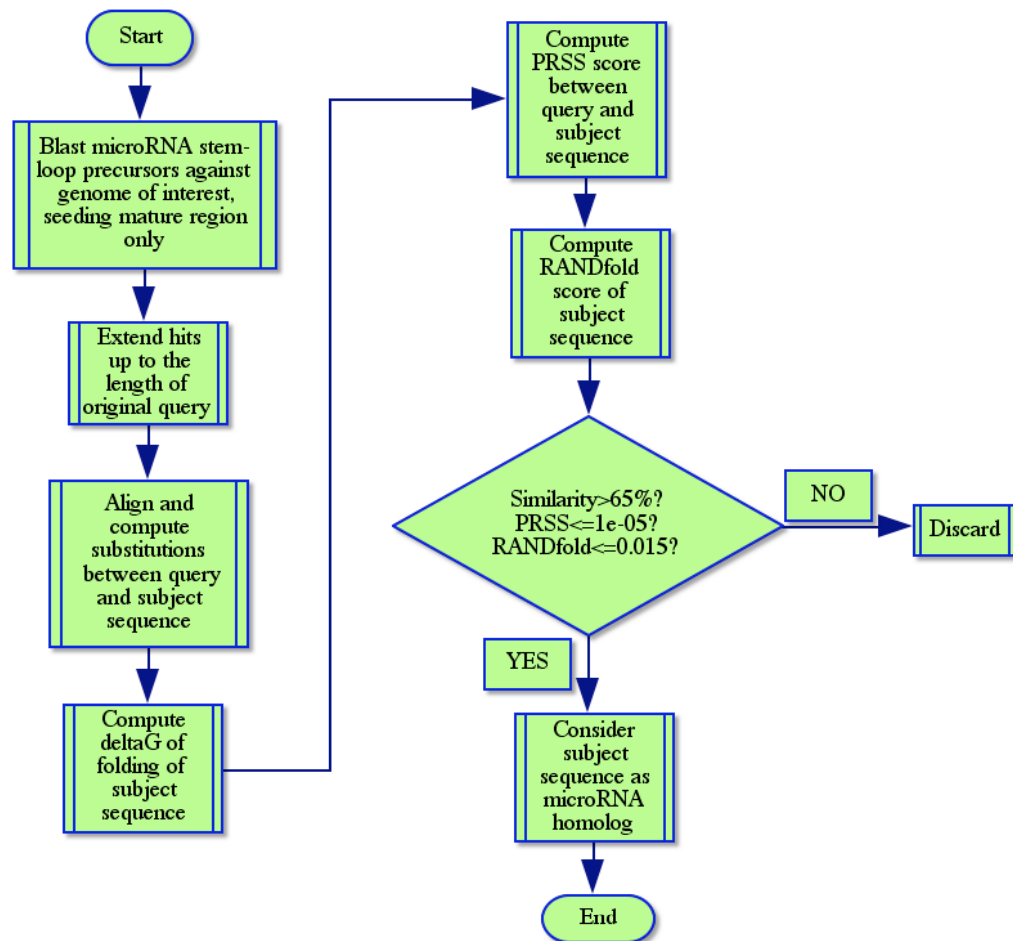 Start
Blast microRNA stem-
loop precursors against
genome of interest,
seeding mature region
only
Extend hits
up to the
length of
original query
Align and
compute
substitutions
between query
and subject
sequence
Compute
deltaG of
folding of
subject
sequence
Compute
PRSS score
between
query and
subject
sequence
Compute
RANDfold
score of
subject
sequence
Similarity>65%?
PRSS<=1e-05?
RANDfold<=0.015?
NO
Discard
YES
Consider
subject
sequence as
microRNA
homolog
End